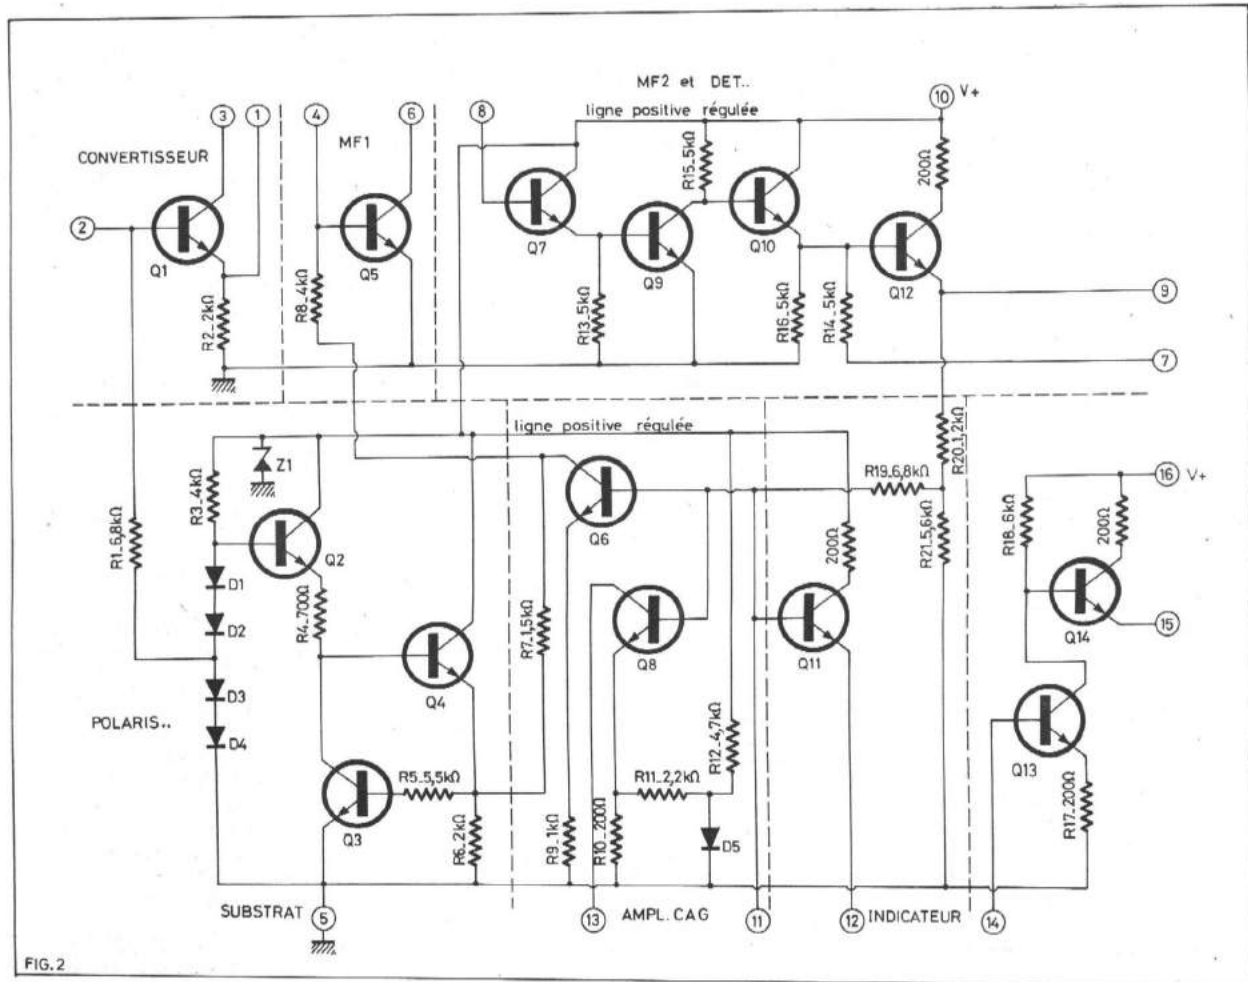 MF2 et DET..
10 V+
3
1
4
6
8
ligne positive régulée
CONVERTISSEUR
MF1
R15_5kΩ
200Ω
2
Q1
Q5
Q7
Q9
Q10
Q12
R2_2kΩ
R8_4kΩ
R13_5kΩ
R16_5kΩ
R14_5kΩ
9
7
ligne positive régulée
Z1
R3_4kΩ
R1_6,8kΩ
Q2
Q6
R19_6,8kΩ
R20_1,2kΩ
16 V+
R18_6kΩ
200Ω
R21_5,6kΩ
200Ω
D1
R4_700Ω
D2
R7_1,5kΩ
Q4
Q8
Q11
Q14
15
D3
POLARIS..
D4
R12_4,7kΩ
Q13
R5_5,5kΩ
R11_2,2kΩ
Q3
R6_2kΩ
R9_1kΩ
R10_200Ω
D5
R17_200Ω
SUBSTRAT
5
13
AMPL. CAG
11
12
INDICATEUR
14
FIG.2